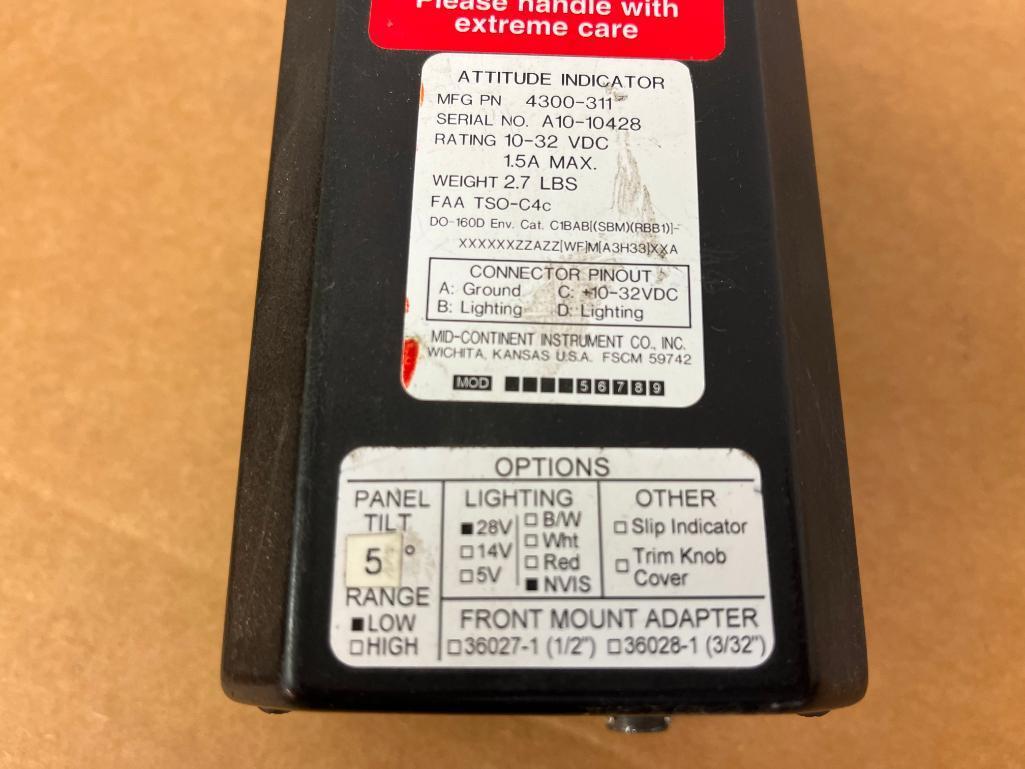 Please handle with
extreme care
ATTITUDE INDICATOR
MFG PN 4300-311
SERIAL NO. A10-10428
RATING 10-32 VDC
1.5A MAX.
WEIGHT 2.7 LBS
FAA TSO-C4c
DO-160D Env. Cat. C1BAB[(SBM)(RBB1)]-
XXXXXXZZAZZ[WF]M[A3H33]XXA
CONNECTOR PINOUT
A: Ground C: +10-32VDC
B: Lighting D: Lighting
MID-CONTINENT INSTRUMENT CO., INC.
WICHITA, KANSAS U.S.A. FSCM 59742
MOD 5 6 7 8 9
OPTIONS
PANEL
TILT
5°
RANGE
■LOW
□HIGH
LIGHTING
■28V
□14V
□5V
□B/W
□Wht
□Red
■NVIS
OTHER
□ Slip Indicator
□ Trim Knob
Cover
FRONT MOUNT ADAPTER
□36027-1 (1/2") □36028-1 (3/32")